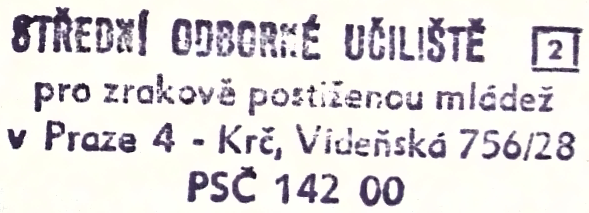 STŘEDNÍ ODBORNÉ UČILIŠTĚ 2
pro zrakově postiženou mládež
v Praze 4 - Krč, Vídeňská 756/28
PSČ 142 00